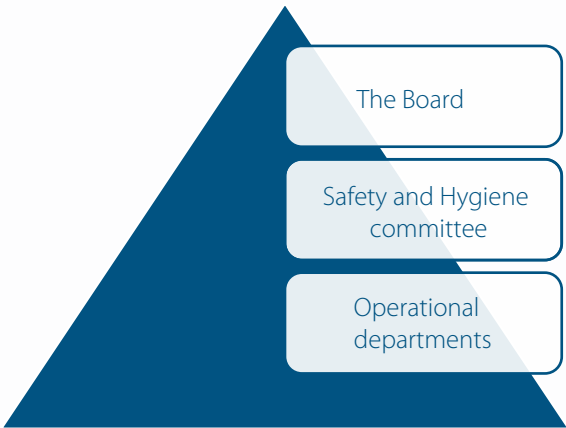 The Board
Safety and Hygiene
committee
Operational
departments